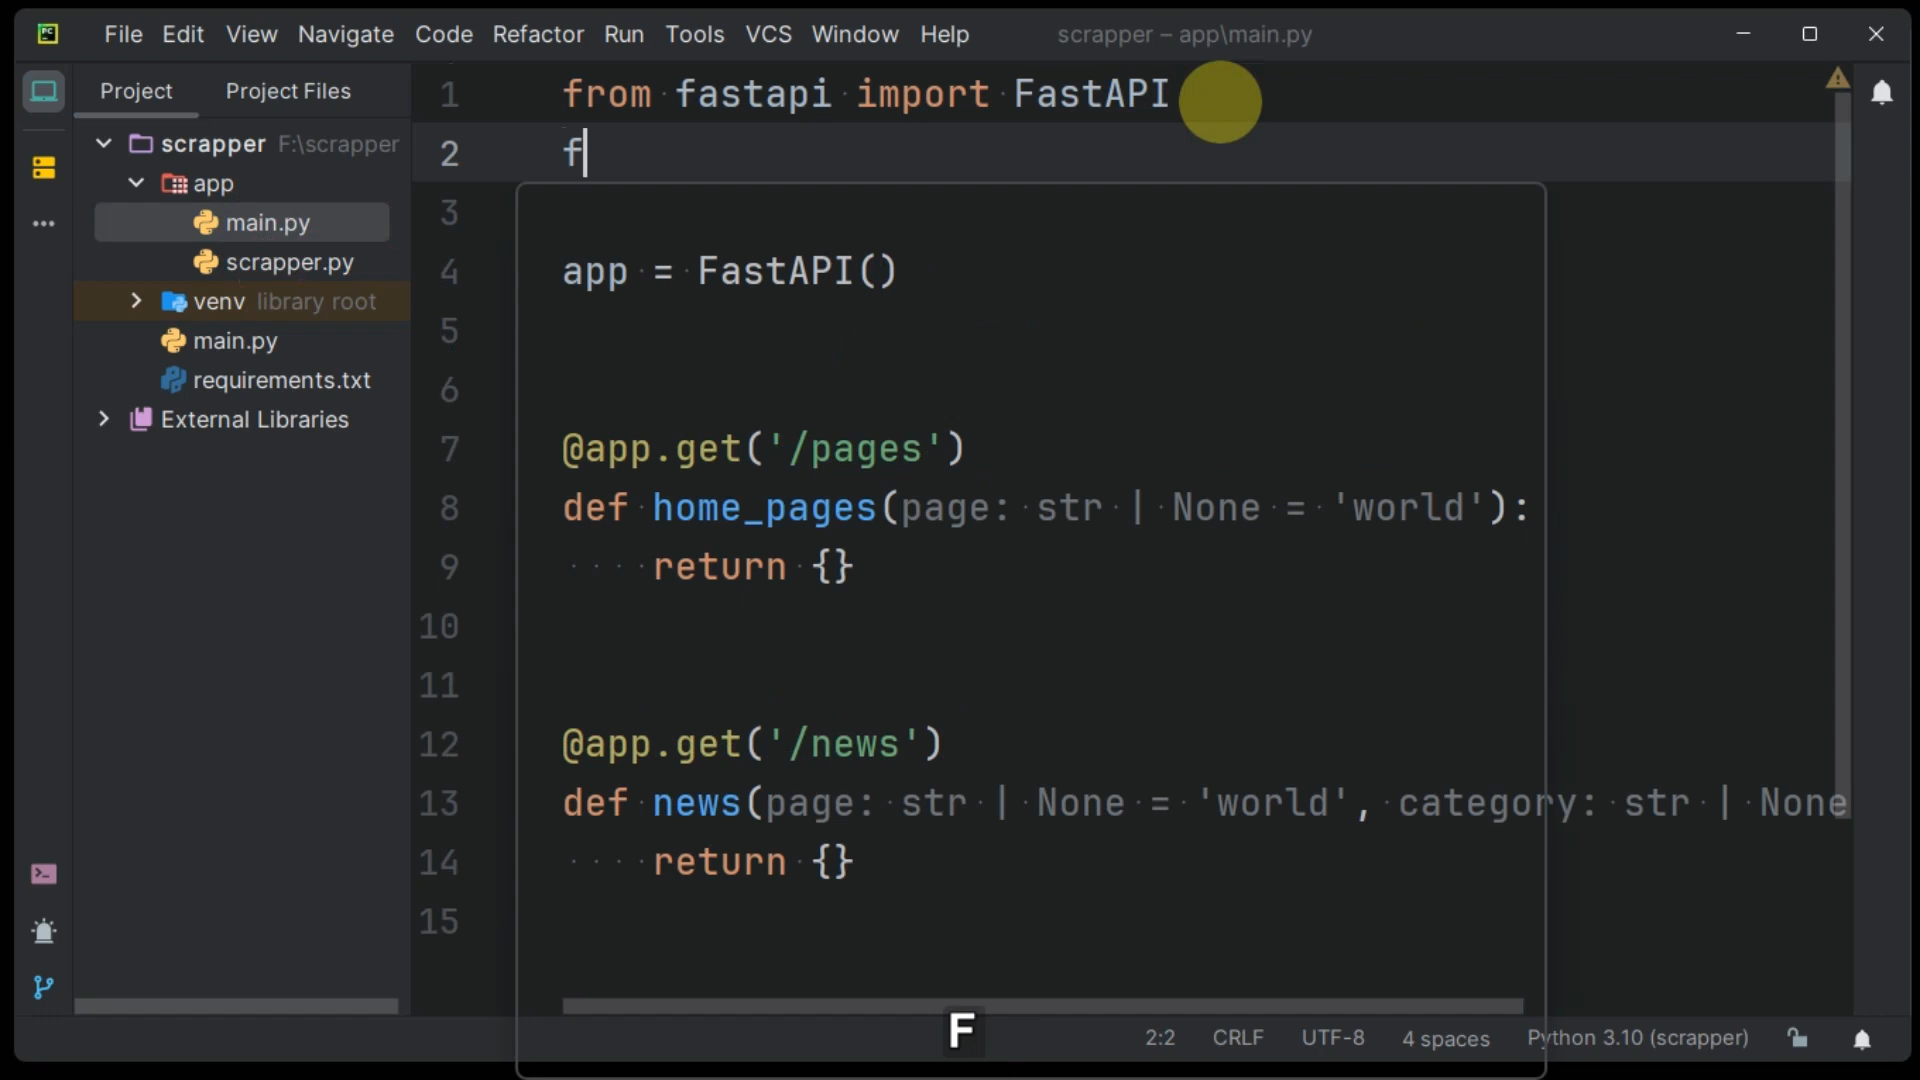 PC File Edit View Navigate Code Refactor Run Tools VCS Window Help scrapper – app\main.py
Project Project Files
scrapper F:\scrapper
app
main.py
scrapper.py
venv library root
main.py
requirements.txt
External Libraries
1 from fastapi import FastAPI
2 f
3
4 app = FastAPI()
5
6
7 @app.get('/pages')
8 def home_pages(page: str | None = 'world'):
9 return {}
10
11
12 @app.get('/news')
13 def news(page: str | None = 'world', category: str | None
14 return {}
15
F
2:2 CRLF UTF-8 4 spaces Python 3.10 (scrapper)